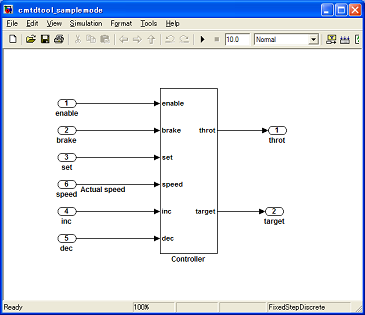 cmtdtool_samplemode
File Edit View Simulation Format Tools Help
10.0 Normal
1 enable
enable
2 brake throt 1
brake throt
3 set
set
6 Actual speed speed
speed
4 inc target 2
inc target
5 dec
dec
Controller
Ready 100% FixedStepDiscrete